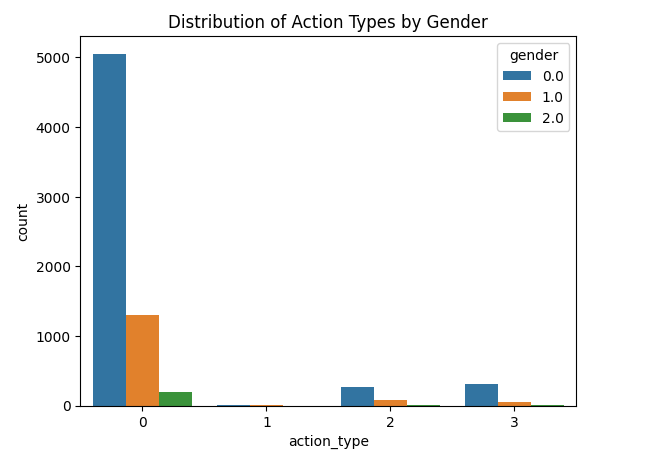 Distribution of Action Types by Gender
gender
0.0
1.0
2.0
5000
4000
3000
2000
1000
0
count
0 1 2 3
action_type